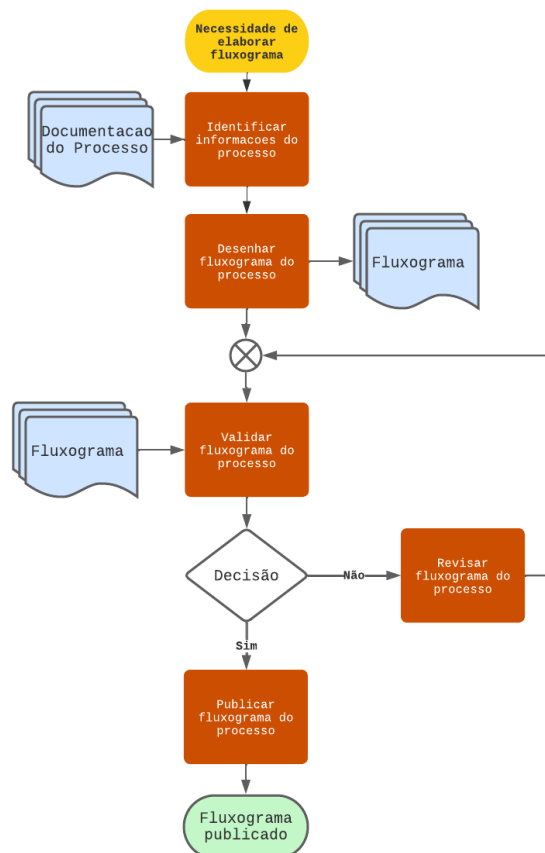 Necessidade de
elaborar
fluxograma
Documentacao
do Processo
Identificar
informacoes do
processo
Desenhar
fluxograma do
processo
Fluxograma
Fluxograma
Validar
fluxograma do
processo
Decisão
Não
Revisar
fluxograma do
processo
Sim
Publicar
fluxograma do
processo
Fluxograma
publicado